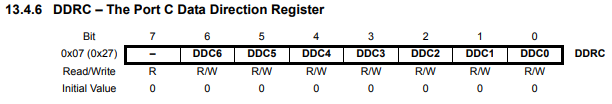 13.4.6 DDRC – The Port C Data Direction Register
Bit 7 6 5 4 3 2 1 0
0x07 (0x27) – DDC6 DDC5 DDC4 DDC3 DDC2 DDC1 DDC0 DDRC
Read/Write R R/W R/W R/W R/W R/W R/W R/W
Initial Value 0 0 0 0 0 0 0 0